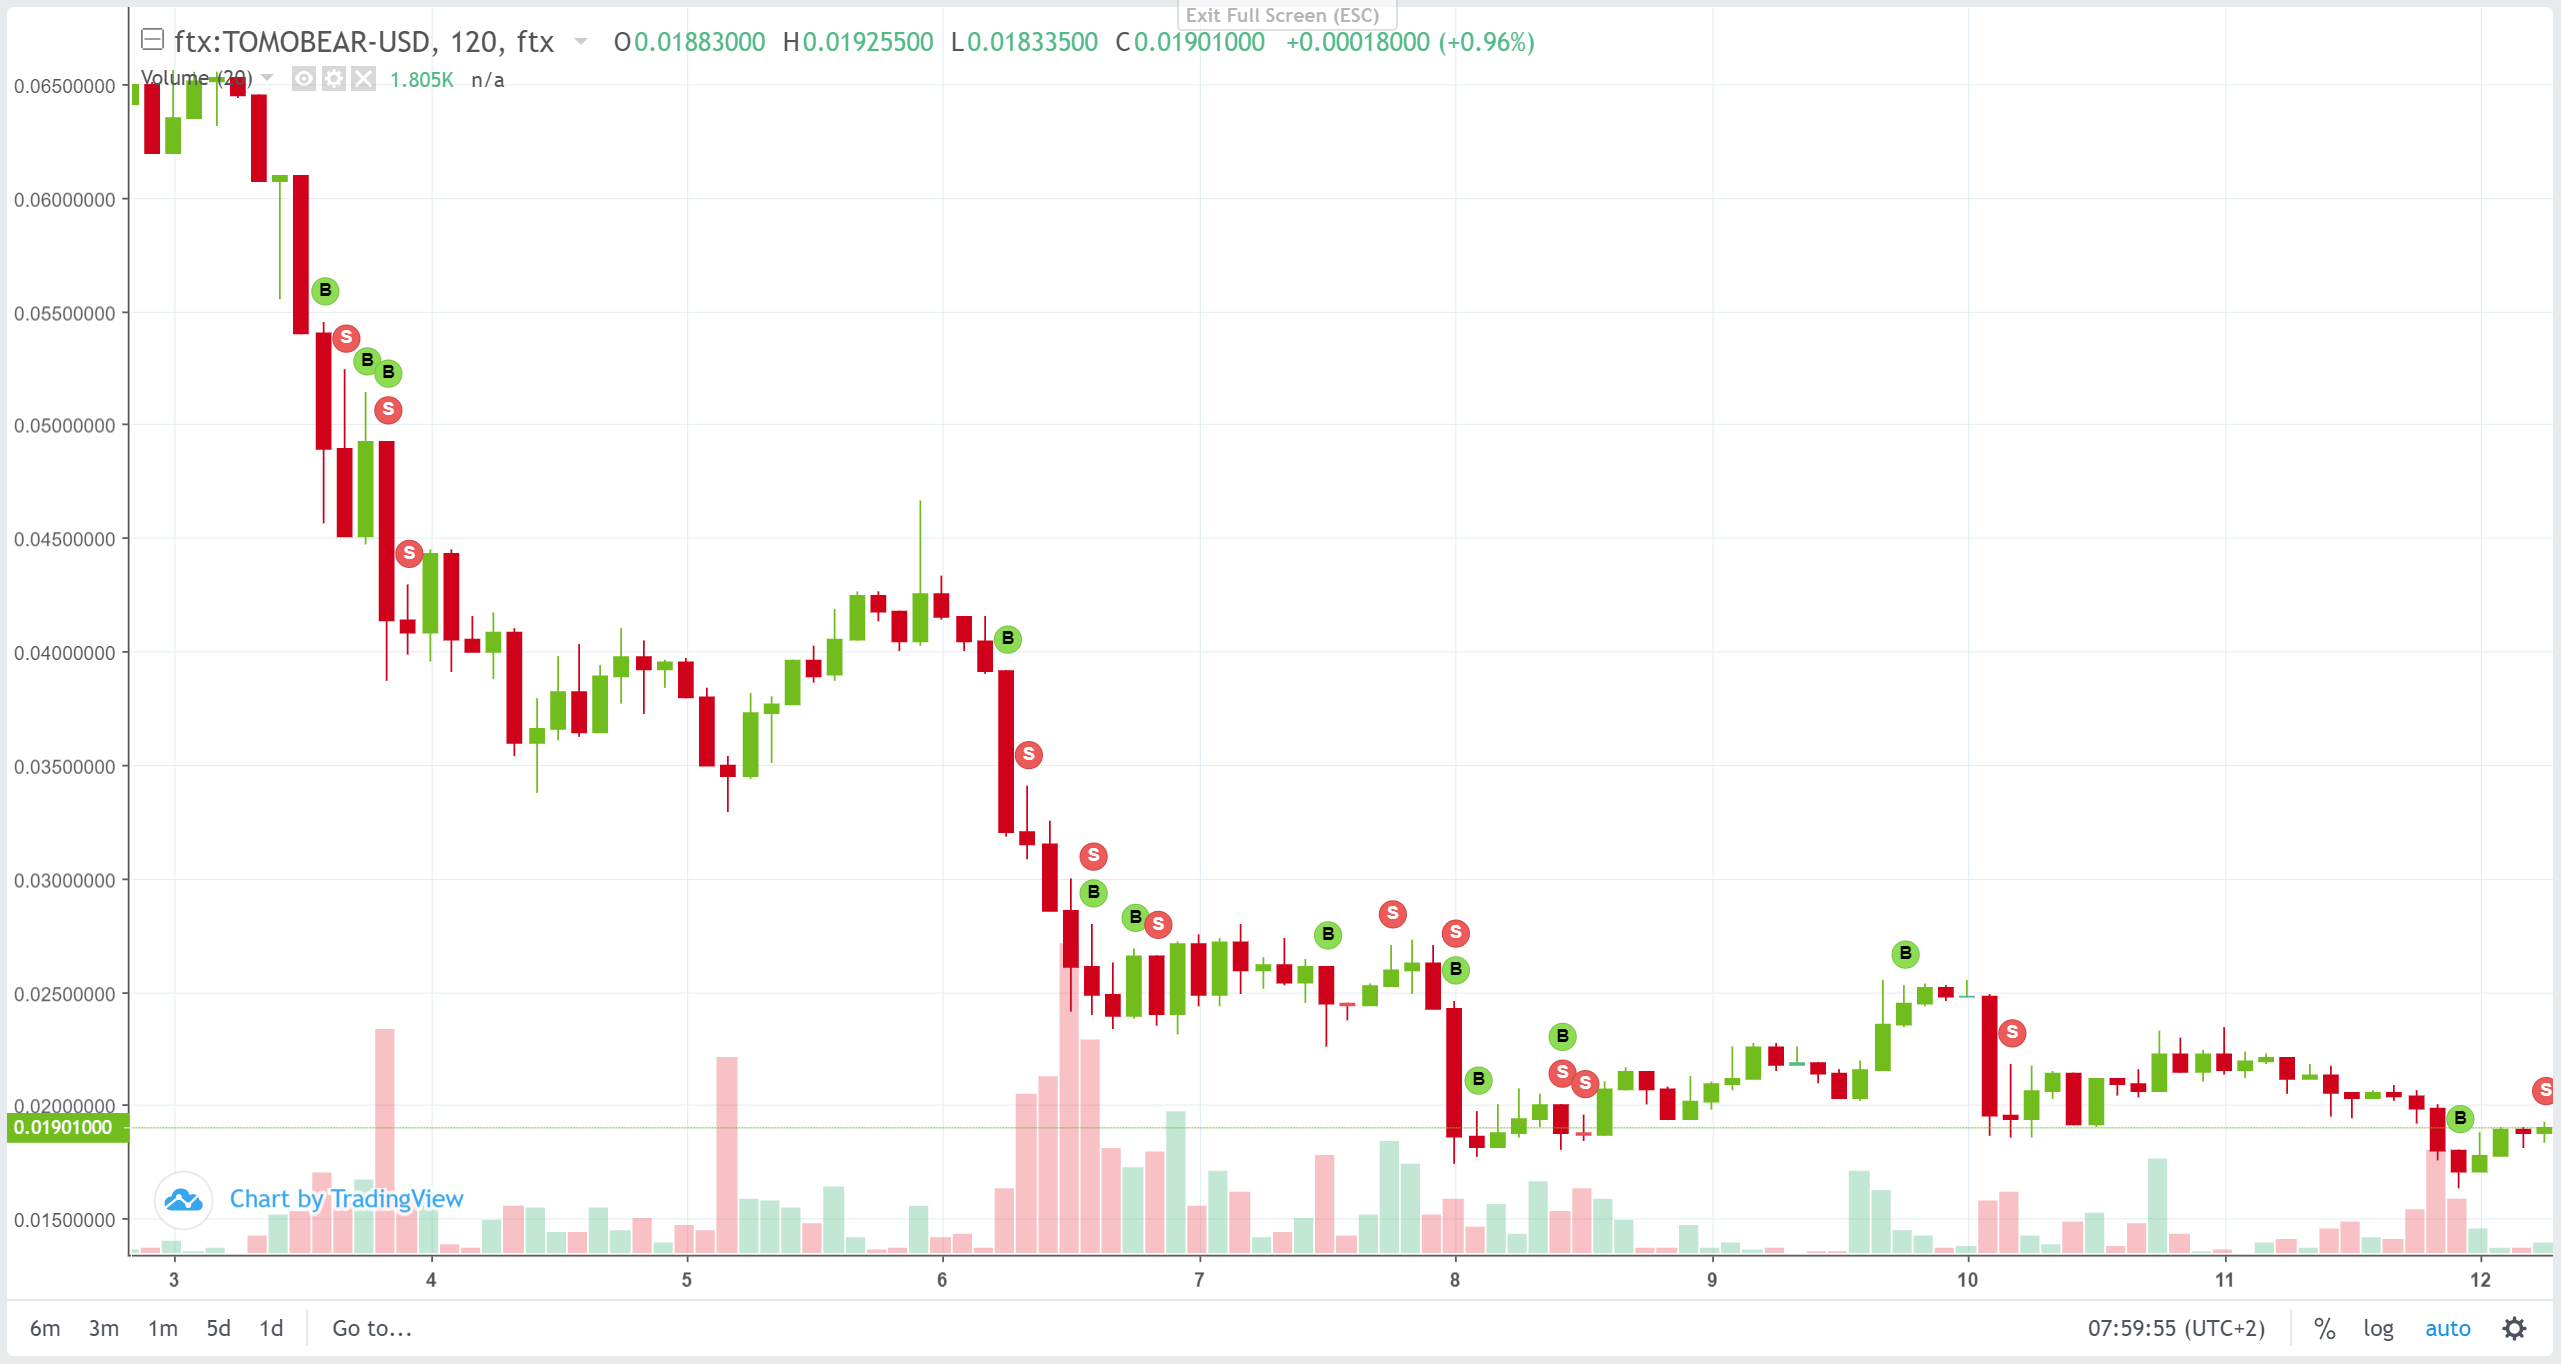 Exit Full Screen (ESC)
ftx:TOMOBEAR-USD, 120, ftx O0.01883000 H0.01925500 L0.01833500 C0.01901000 +0.00018000 (+0.96%)
Volume (20) 1.805K n/a
0.06500000
0.06000000
B
0.05500000
S
B B
S
0.05000000
0.04500000
S
B
0.04000000
S
0.03500000
S
0.03000000
B
B S
B
S
S
B
B
0.02500000
S
B
B
S S
B
S
0.02000000
B
0.01901000
Chart by TradingView
0.01500000
3 4 5 6 7 8 9 10 11 12
6m 3m 1m 5d 1d Go to... 07:59:55 (UTC+2) % log auto